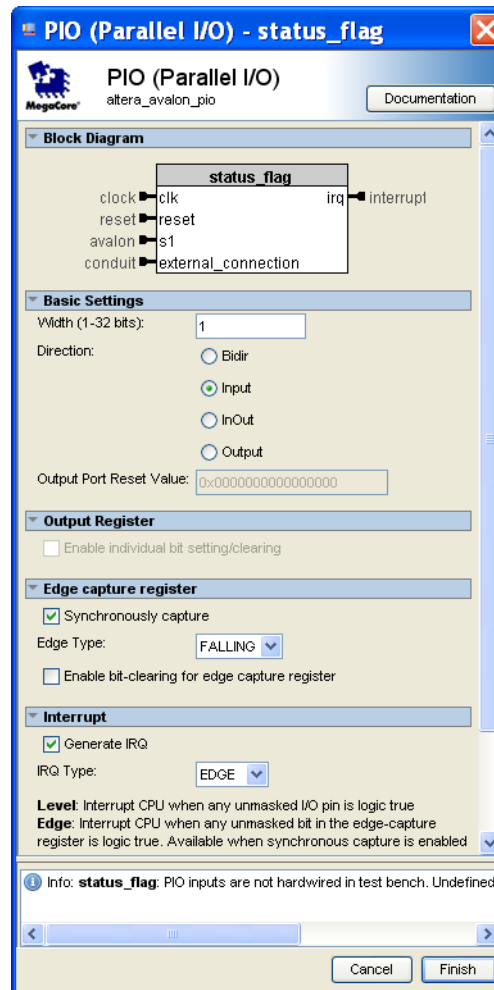 PIO (Parallel I/O) - status_flag
PIO (Parallel I/O)
altera_avalon_pio
MegaCore®
Documentation
Block Diagram
status_flag
clock clk irq interrupt
reset reset
avalon s1
conduit external_connection
Basic Settings
Width (1-32 bits): 1
Direction: Bidir
Input
InOut
Output
Output Port Reset Value: 0x0000000000000000
Output Register
Enable individual bit setting/clearing
Edge capture register
Synchronously capture
Edge Type: FALLING
Enable bit-clearing for edge capture register
Interrupt
Generate IRQ
IRQ Type: EDGE
Level: Interrupt CPU when any unmasked I/O pin is logic true
Edge: Interrupt CPU when any unmasked bit in the edge-capture
register is logic true. Available when synchronous capture is enabled
Info: status_flag: PIO inputs are not hardwired in test bench. Undefined
Cancel Finish